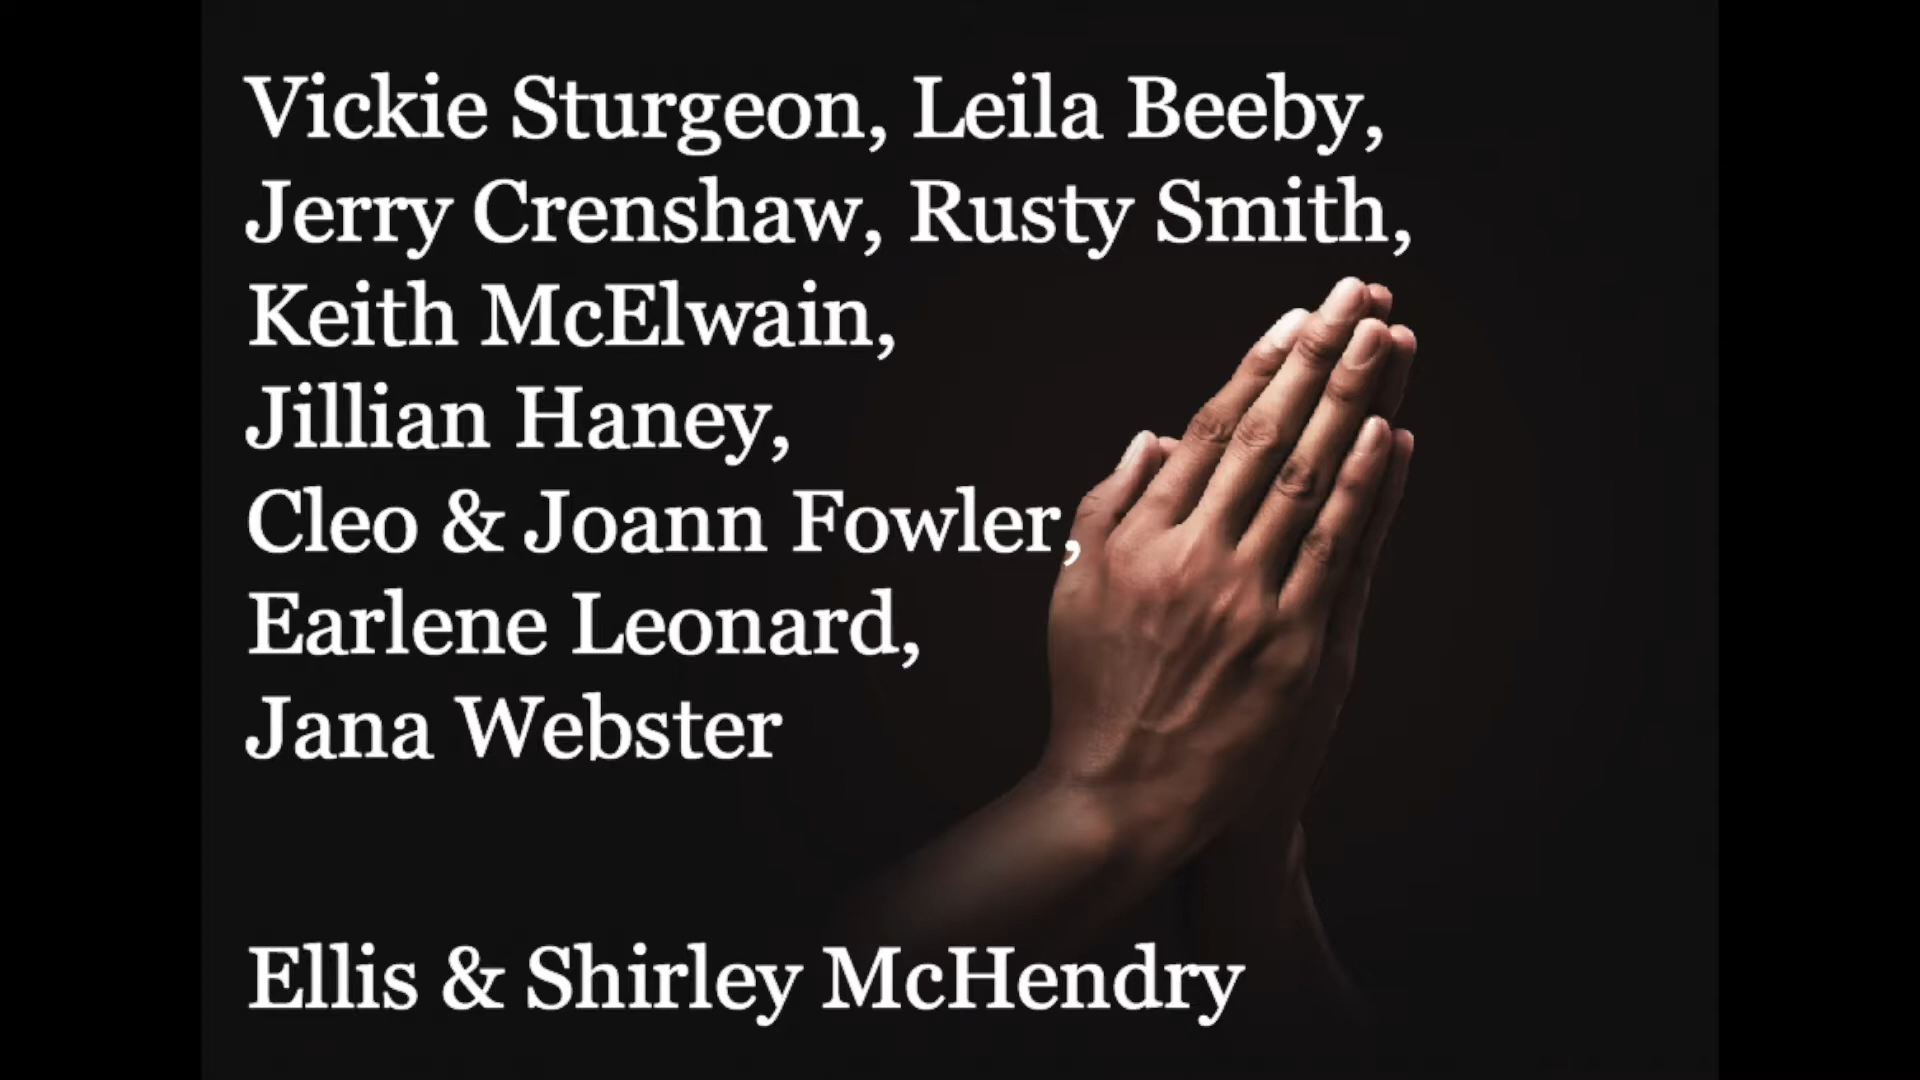 Vickie Sturgeon, Leila Beeby,
Jerry Crenshaw, Rusty Smith,
Keith McElwain,
Jillian Haney,
Cleo & Joann Fowler,
Earlene Leonard,
Jana Webster
Ellis & Shirley McHendry